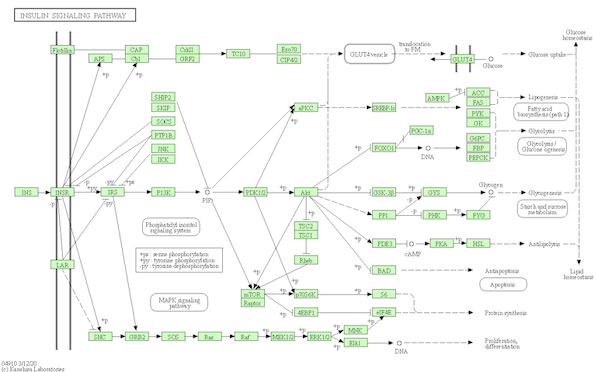 INSULIN SIGNALING PATHWAY
Flotillin
CAP
CrkII
TC10
Exo70
GLUT4 vesicle
translocation
to PM
GLUT4
Glucose
Glucose uptake
Glucose
homeostasis
APS
Cbl
GRF2
CIP4/2
+p
SHIP2
SKIP
SOCS
PTP1B
JNK
IKK
aPKC
SREBP-1c
AMPK
ACC
FAS
PYK
GK
Lipogenesis
Fatty acid
biosynthesis (path 1)
Glycolysis
FOXO1
PGC-1α
DNA
G6PC
FBP
PEPCK
Glycolysis /
Gluconeogenesis
INS
INSR
IRS
PI3K
PIP3
PDK1/2
Akt
GSK-3β
GYS
Glycogen
Glycogenesis
PP1
PHK
PYG
Starch and sucrose
metabolism
Phosphatidyl inositol
signaling system
TSC2
TSC1
Rheb
PDE3
cAMP
PKA
HSL
Antilipolysis
+ps : serine phosphorylation
+py : tyrosine phosphorylation
-py : tyrosine dephosphorylation
LAR
BAD
Antiapoptosis
Apoptosis
Lipid
homeostasis
MAPK signaling
pathway
mTOR
Raptor
p70S6K
S6
4EBP1
eIF4E
Protein synthesis
SHC
GRB2
SOS
Ras
Raf
MEK1/2
ERK1/2
MNK
Elk1
DNA
Proliferation,
differentiation
04910 3/12/20
(c) Kanehisa Laboratories